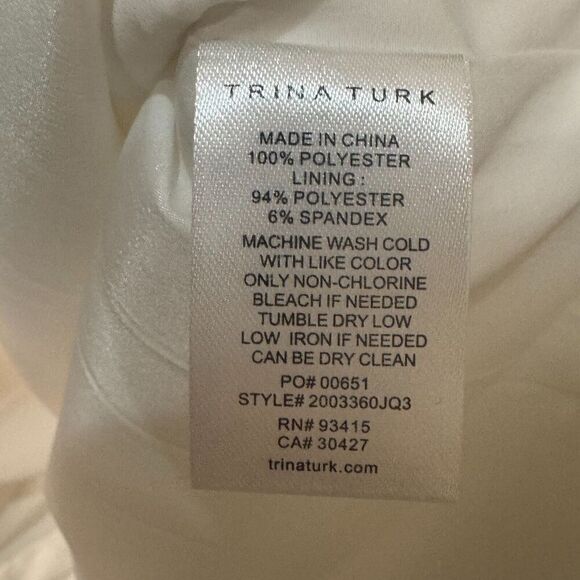 TRINA TURK
MADE IN CHINA
100% POLYESTER
LINING :
94% POLYESTER
6% SPANDEX
MACHINE WASH COLD
WITH LIKE COLOR
ONLY NON-CHLORINE
BLEACH IF NEEDED
TUMBLE DRY LOW
LOW IRON IF NEEDED
CAN BE DRY CLEAN
PO# 00651
STYLE# 2003360JQ3
RN# 93415
CA# 30427
trinaturk.com